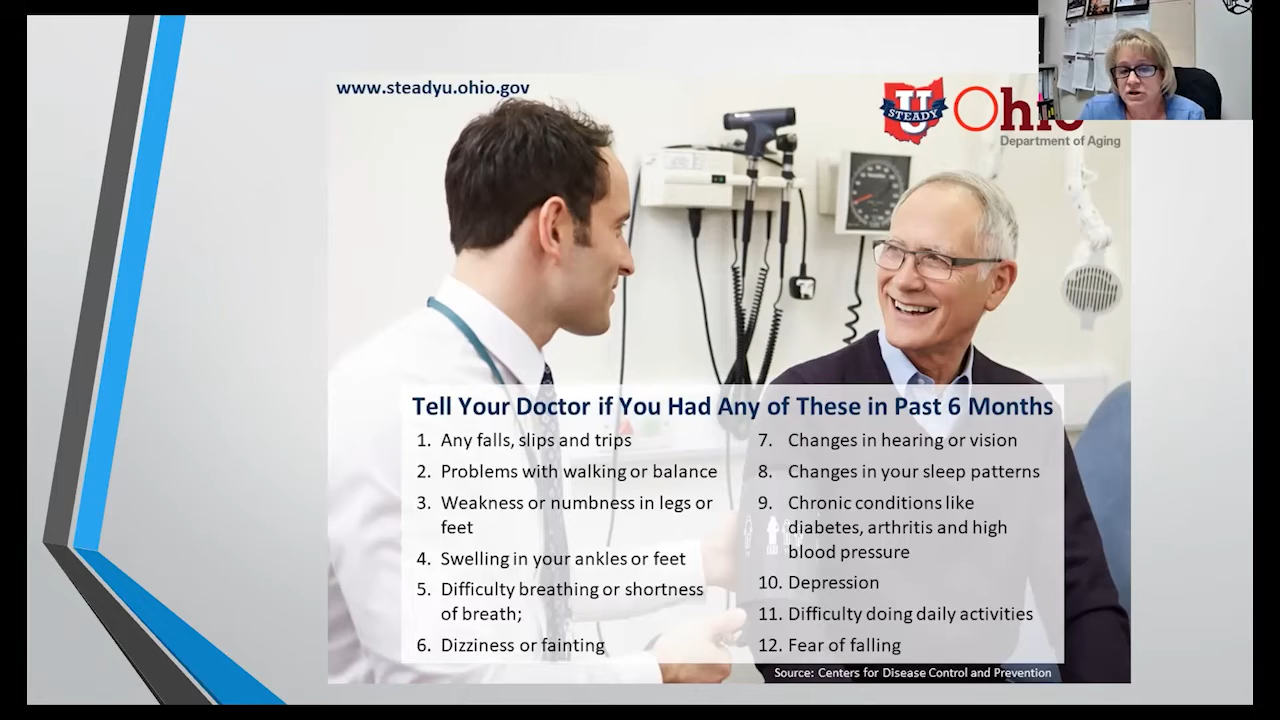 www.steadyu.ohio.gov
U
STEADY
Ohio
Department of Aging
Tell Your Doctor if You Had Any of These in Past 6 Months
1. Any falls, slips and trips
2. Problems with walking or balance
3. Weakness or numbness in legs or
feet
4. Swelling in your ankles or feet
5. Difficulty breathing or shortness
of breath;
6. Dizziness or fainting
7. Changes in hearing or vision
8. Changes in your sleep patterns
9. Chronic conditions like
diabetes, arthritis and high
blood pressure
10. Depression
11. Difficulty doing daily activities
12. Fear of falling
Source: Centers for Disease Control and Prevention